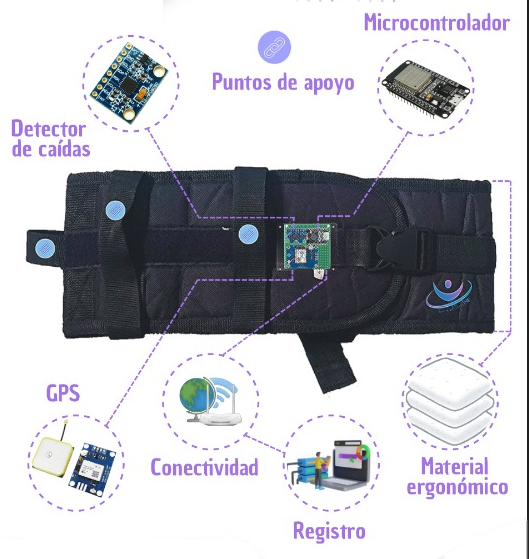 Microcontrolador
Puntos de apoyo
Detector
de caídas
GPS
Conectividad
Material
ergonómico
Registro